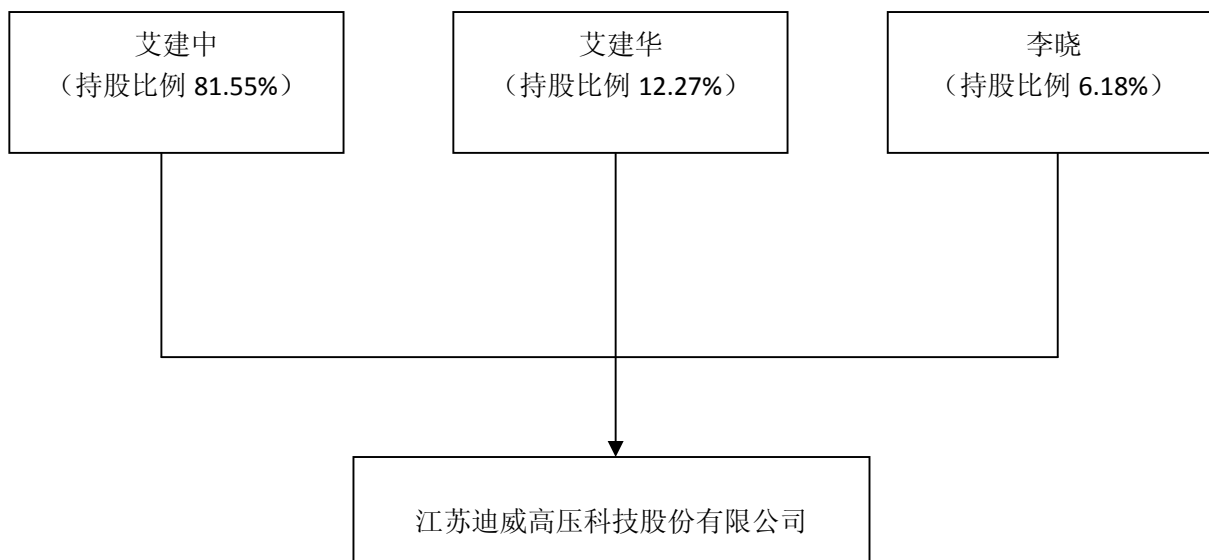 艾建中
（持股比例 81.55%）
艾建华
（持股比例 12.27%）
李晓
（持股比例 6.18%）
江苏迪威高压科技股份有限公司